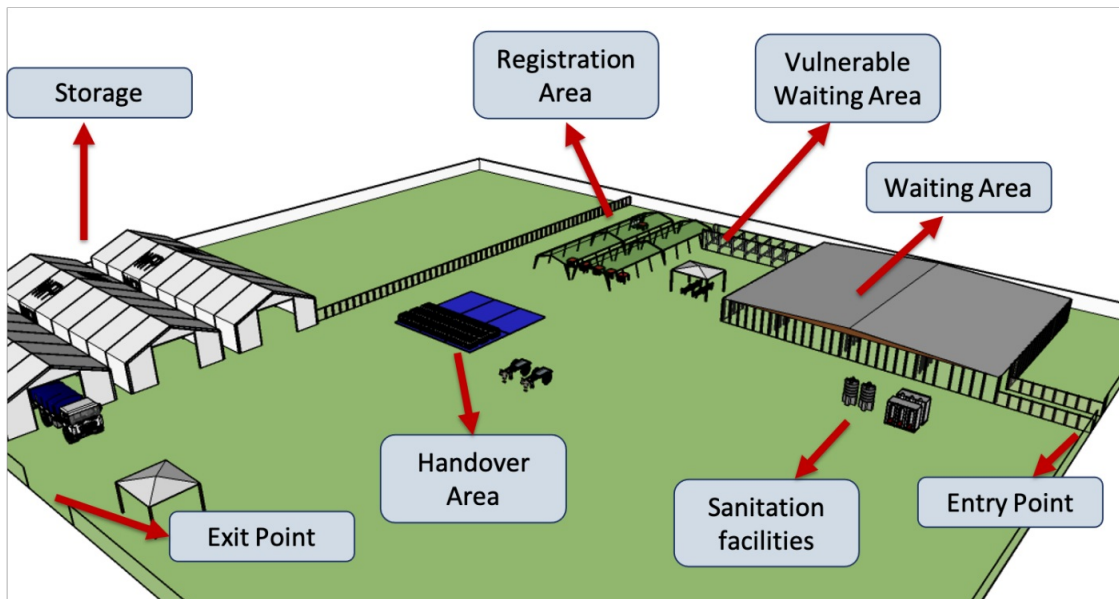 Storage
Registration
Area
Vulnerable
Waiting Area
Waiting Area
Handover
Area
Sanitation
facilities
Entry Point
Exit Point